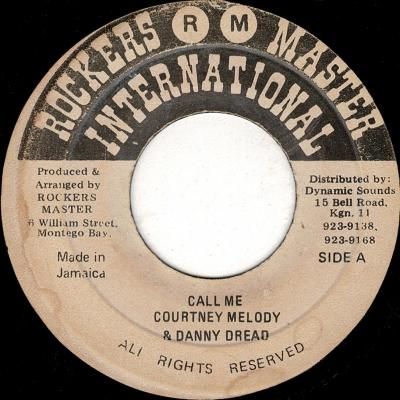 ROCKERS R M MASTER
INTERNATIONAL
Produced &
Arranged by
ROCKERS
MASTER
6 William Street,
Montego Bay.
Made in
Jamaica
Distributed by:
Dynamic Sounds
15 Bell Road,
Kgn. 11
923-9138,
923-9168
SIDE A
CALL ME
COURTNEY MELODY
& DANNY DREAD
ALL RIGHTS RESERVED